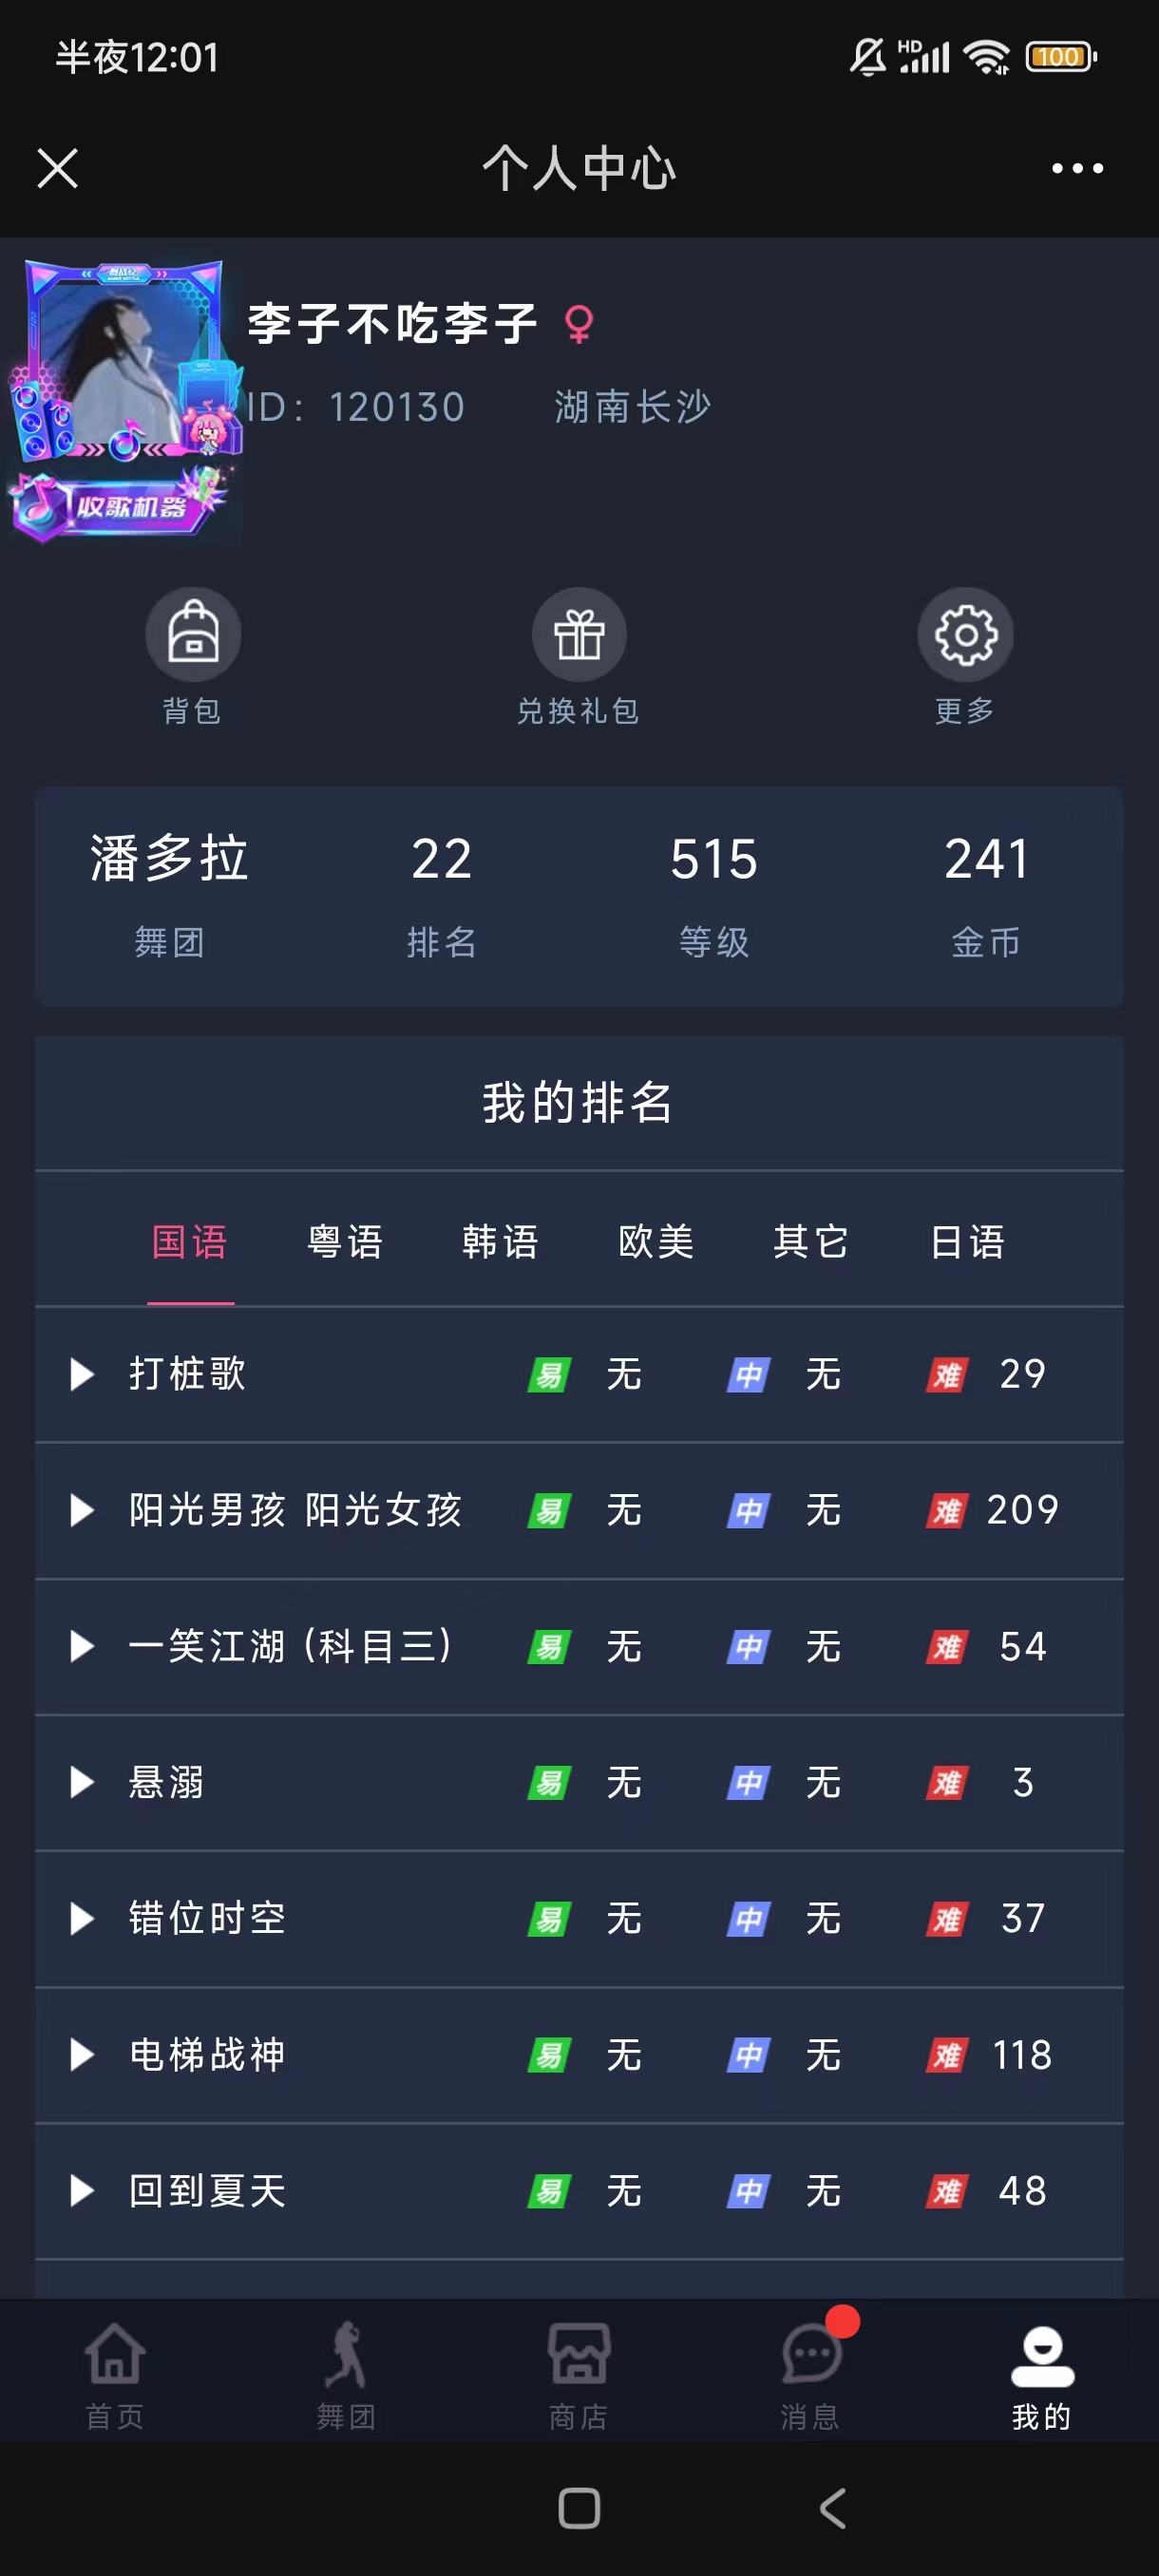 半夜12:01
HD
100
个人中心
李子不吃李子
ID：120130 湖南长沙
收歌机器
背包 兑换礼包 更多
潘多拉 22 515 241
舞团 排名 等级 金币
我的排名
国语 粤语 韩语 欧美 其它 日语
打桩歌 易 无 中 无 难 29
阳光男孩 阳光女孩 易 无 中 无 难 209
一笑江湖 (科目三) 易 无 中 无 难 54
悬溺 易 无 中 无 难 3
错位时空 易 无 中 无 难 37
电梯战神 易 无 中 无 难 118
回到夏天 易 无 中 无 难 48
首页 舞团 商店 消息 我的